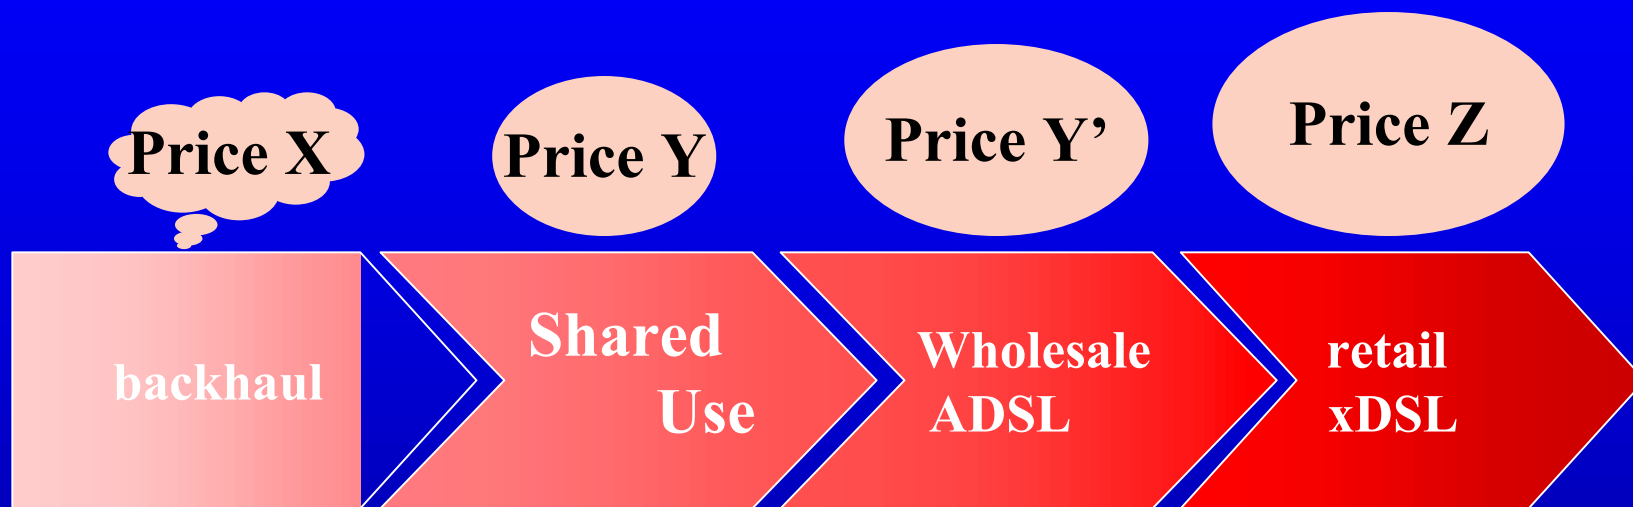 Price X
Price Y
Price Y’
Price Z
backhaul
Shared
Use
Wholesale
ADSL
retail
xDSL